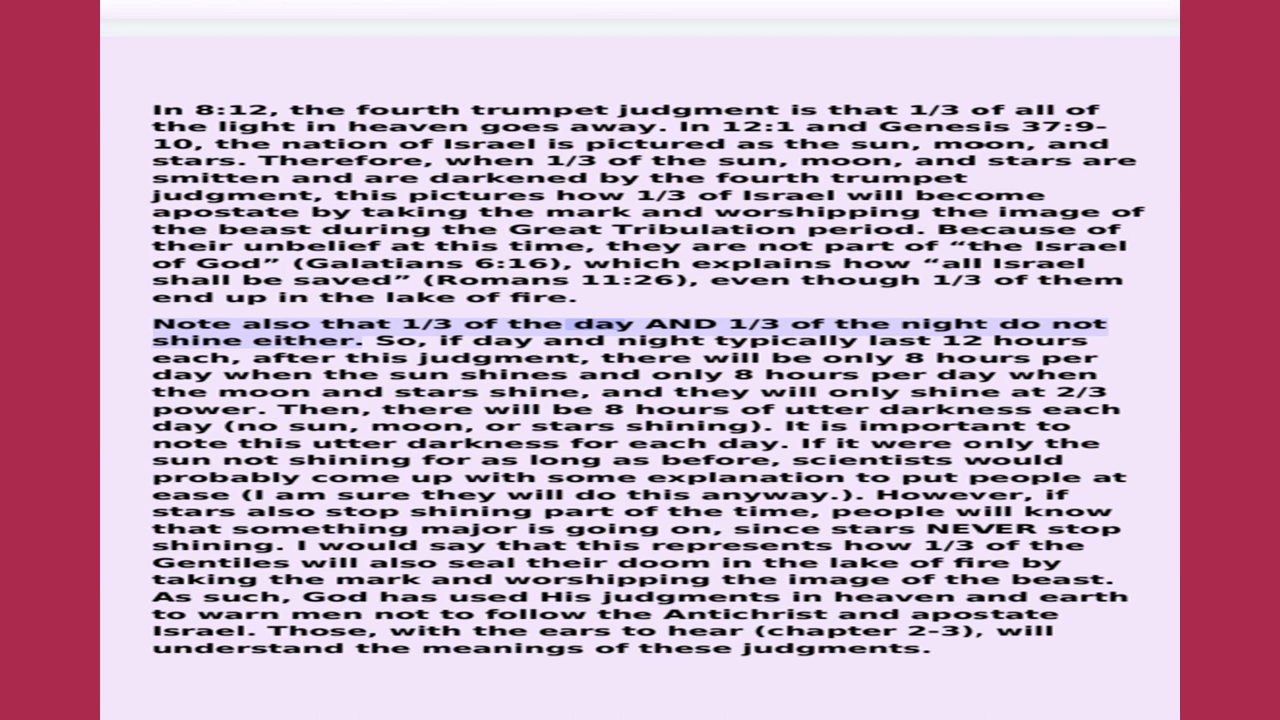 In 8:12, the fourth trumpet judgment is that 1/3 of all of
the light in heaven goes away. In 12:1 and Genesis 37:9-
10, the nation of Israel is pictured as the sun, moon, and
stars. Therefore, when 1/3 of the sun, moon, and stars are
smitten and are darkened by the fourth trumpet
judgment, this pictures how 1/3 of Israel will become
apostate by taking the mark and worshipping the image of
the beast during the Great Tribulation period. Because of
their unbelief at this time, they are not part of “the Israel
of God” (Galatians 6:16), which explains how “all Israel
shall be saved” (Romans 11:26), even though 1/3 of them
end up in the lake of fire.
Note also that 1/3 of the day AND 1/3 of the night do not
shine either. So, if day and night typically last 12 hours
each, after this judgment, there will be only 8 hours per
day when the sun shines and only 8 hours per day when
the moon and stars shine, and they will only shine at 2/3
power. Then, there will be 8 hours of utter darkness each
day (no sun, moon, or stars shining). It is important to
note this utter darkness for each day. If it were only the
sun not shining for as long as before, scientists would
probably come up with some explanation to put people at
ease (I am sure they will do this anyway.). However, if
stars also stop shining part of the time, people will know
that something major is going on, since stars NEVER stop
shining. I would say that this represents how 1/3 of the
Gentiles will also seal their doom in the lake of fire by
taking the mark and worshipping the image of the beast.
As such, God has used His judgments in heaven and earth
to warn men not to follow the Antichrist and apostate
Israel. Those, with the ears to hear (chapter 2-3), will
understand the meanings of these judgments.